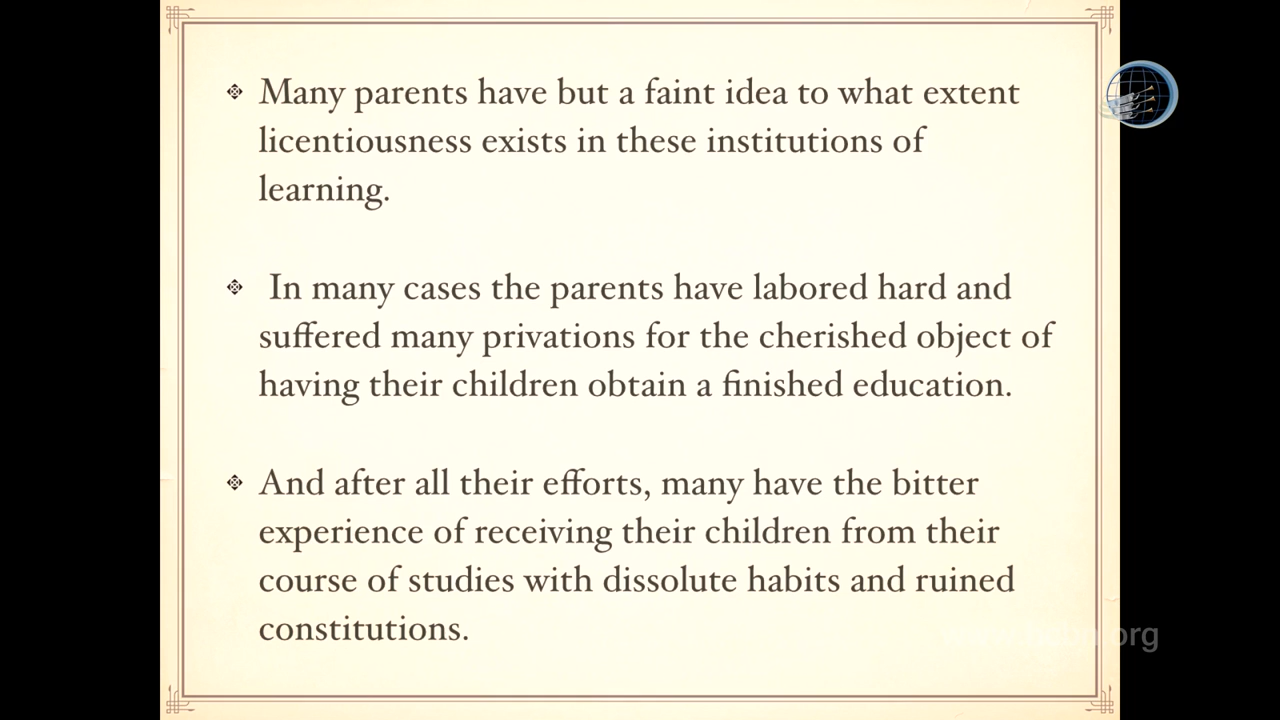 Many parents have but a faint idea to what extent
licentiousness exists in these institutions of
learning.
In many cases the parents have labored hard and
suffered many privations for the cherished object of
having their children obtain a finished education.
And after all their efforts, many have the bitter
experience of receiving their children from their
course of studies with dissolute habits and ruined
constitutions.
.org